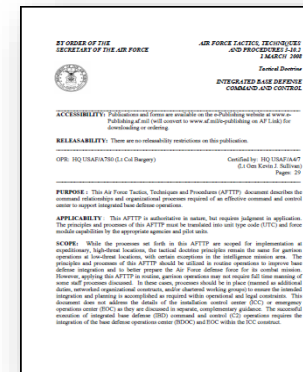 BY ORDER OF THE
SECRETARY OF THE AIR FORCE
AIR FORCE TACTICS, TECHNIQUES
AND PROCEDURES 3-10.2
1 MARCH 2008
Tactical Doctrine
INTEGRATED BASE DEFENSE
COMMAND AND CONTROL
ACCESSIBILITY: Publications and forms are available on the e-Publishing website at www.e-
Publishing.af.mil (will convert to www.af.mil/e-publishing on AF Link) for
downloading or ordering.
RELEASABILITY: There are no releasability restrictions on this publication.
OPR: HQ USAF/A7SO (Lt Col Bargery)
Certified by: HQ USAF/A4/7
(Lt Gen Kevin J. Sullivan)
Pages: 29
PURPOSE: This Air Force Tactics, Techniques and Procedures (AFTTP) document describes the
command relationships and organizational processes required of an effective command and control
center to support integrated base defense operations.
APPLICABILITY: This AFTTP is authoritative in nature, but requires judgment in application.
The principles and processes of this AFTTP must be translated into unit type code (UTC) and force
module capabilities by the appropriate agencies and pilot units.
SCOPE: While the processes set forth in this AFTTP are scoped for implementation at
expeditionary, high-threat locations, the tactical doctrine principles remain the same for garrison
operations at low-threat locations, with certain exceptions in the intelligence mission area. The
principles and processes of this AFTTP should be utilized in routine operations to improve base
defense integration and to better prepare the Air Force defense force for its combat mission.
However, applying this AFTTP in routine, garrison operations may not require full time manning of
some staff processes discussed. In these cases, processes should be in place (manned as additional
duties, networked organizational constructs, and/or chartered working groups) to ensure the intended
integration and planning is accomplished as required within operational and legal constraints. This
document does not address the details of the installation control center (ICC) or emergency
operations center (EOC) as they are discussed in separate, complementary guidance. The successful
execution of integrated base defense (IBD) command and control (C2) operations requires the
integration of the base defense operations center (BDOC) and EOC within the ICC construct.